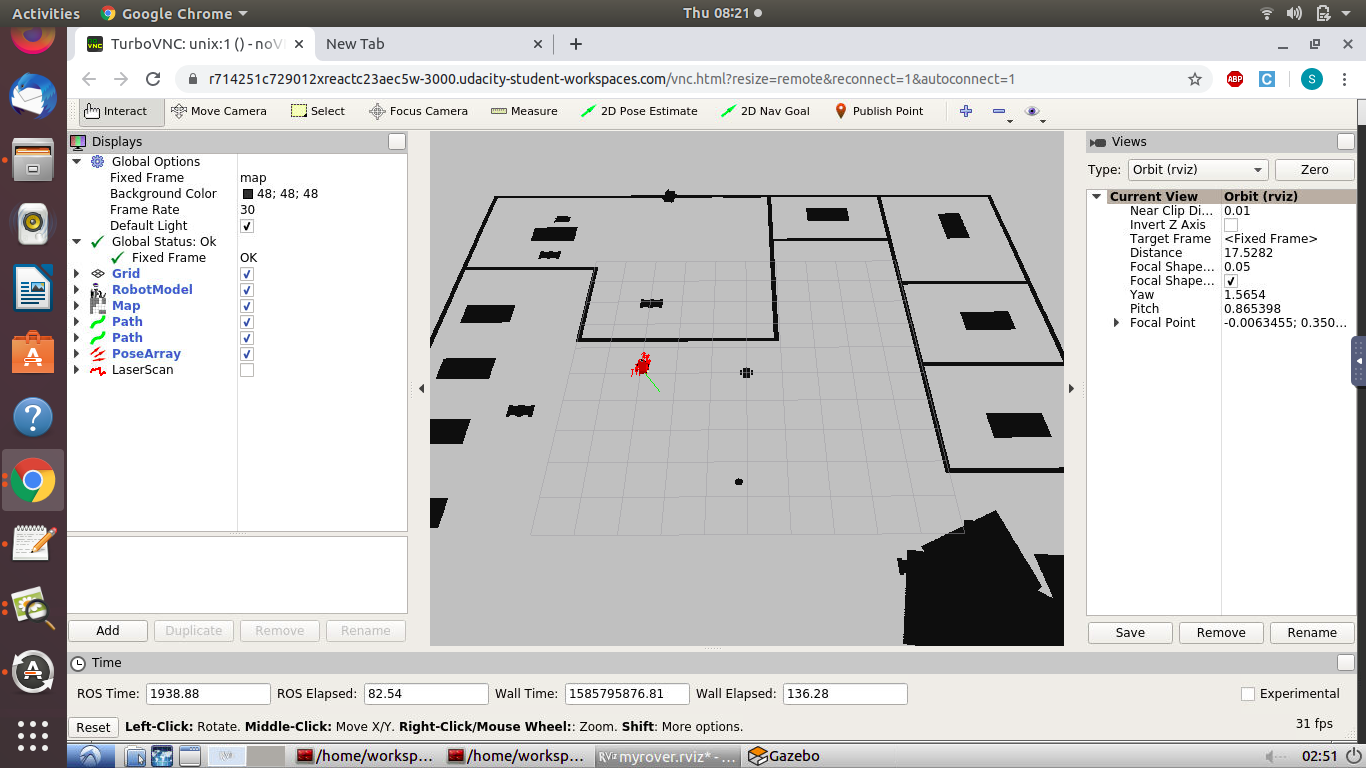 Activities
Google Chrome
Thu 08:21
TurboVNC: unix:1 () - noV
New Tab
r714251c729012xreactc23aec5w-3000.udacity-student-workspaces.com/vnc.html?resize=remote&reconnect=1&autoconnect=1
ABP
C
S
Interact
Move Camera
Select
Focus Camera
Measure
2D Pose Estimate
2D Nav Goal
Publish Point
Displays
Global Options
Fixed Frame map
Background Color 48; 48; 48
Frame Rate 30
Default Light
Global Status: Ok
Fixed Frame OK
Grid
RobotModel
Map
Path
Path
PoseArray
LaserScan
Add
Duplicate
Remove
Rename
Views
Type: Orbit (rviz) Zero
Current View Orbit (rviz)
Near Clip Di... 0.01
Invert Z Axis
Target Frame <Fixed Frame>
Distance 17.5282
Focal Shape... 0.05
Focal Shape...
Yaw 1.5654
Pitch 0.865398
Focal Point -0.0063455; 0.350...
Save
Remove
Rename
Time
ROS Time: 1938.88 ROS Elapsed: 82.54 Wall Time: 1585795876.81 Wall Elapsed: 136.28 Experimental
Reset Left-Click: Rotate. Middle-Click: Move X/Y. Right-Click/Mouse Wheel:: Zoom. Shift: More options. 31 fps
/home/worksp...
/home/worksp...
RViz myrover.rviz* - ...
Gazebo
02:51